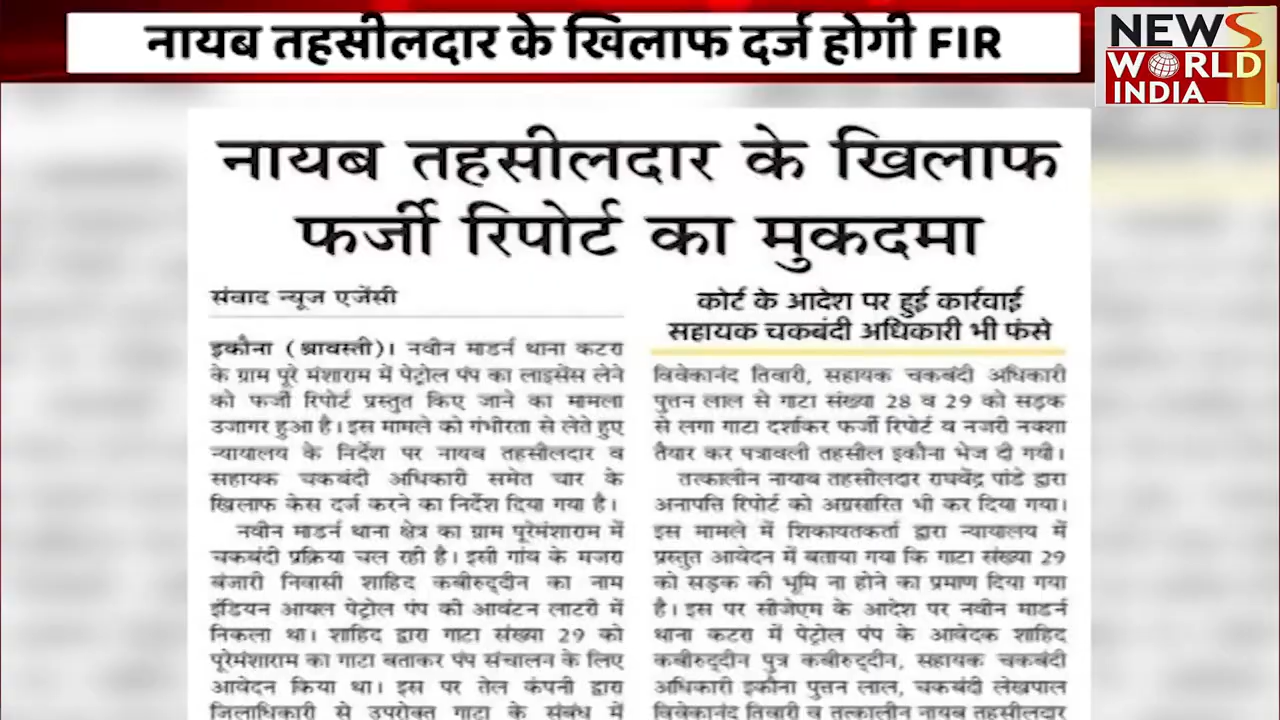 नायब तहसीलदार के खिलाफ दर्ज होगी FIR
NEWS
WORLD
INDIA
नायब तहसीलदार के खिलाफ
फर्जी रिपोर्ट का मुकदमा
संवाद न्यूज एजेंसी
इकौना (श्रावस्ती)। नवीन माडर्न थाना कटरा
के ग्राम पूरे मंशाराम में पेट्रोल पंप का लाइसेंस लेने
को फर्जी रिपोर्ट प्रस्तुत किए जाने का मामला
उजागर हुआ है। इस मामले को गंभीरता से लेते हुए
न्यायालय के निर्देश पर नायब तहसीलदार व
सहायक चकबंदी अधिकारी समेत चार के
खिलाफ केस दर्ज करने का निर्देश दिया गया है।
नवीन माडर्न थाना क्षेत्र का ग्राम पूरेमंशाराम में
चकबंदी प्रक्रिया चल रही है। इसी गांव के मजरा
बंजारी निवासी शाहिद कबीरुद्दीन का नाम
इंडियन आयल पेट्रोल पंप की आवंटन लाटरी में
निकला था। शाहिद द्वारा गाटा संख्या 29 को
पूरेमंशाराम का गाटा बताकर पंप संचालन के लिए
आवेदन किया था। इस पर तेल कंपनी द्वारा
जिलाधिकारी से उपरोक्त गाटा के संबंध में
कोर्ट के आदेश पर हुई कार्रवाई
सहायक चकबंदी अधिकारी भी फंसे
विवेकानंद तिवारी, सहायक चकबंदी अधिकारी
पुत्तन लाल से गाटा संख्या 28 व 29 को सड़क
से लगा गाटा दर्शाकर फर्जी रिपोर्ट व नजरी नक्शा
तैयार कर पत्रावली तहसील इकौना भेज दी गयी।
तत्कालीन नायाब तहसीलदार राघवेंद्र पांडे द्वारा
अनापत्ति रिपोर्ट को अग्रसारित भी कर दिया गया।
इस मामले में शिकायतकर्ता द्वारा न्यायालय में
प्रस्तुत आवेदन में बताया गया कि गाटा संख्या 29
को सड़क की भूमि ना होने का प्रमाण दिया गया
है। इस पर सीजेएम के आदेश पर नवीन माडर्न
थाना कटरा में पेट्रोल पंप के आवेदक शाहिद
कबीरुद्दीन पुत्र कबीरुद्दीन, सहायक चकबंदी
अधिकारी इकौना पुत्तन लाल, चकबंदी लेखपाल
विवेकानंद तिवारी व तत्कालीन नायब तहसीलदार